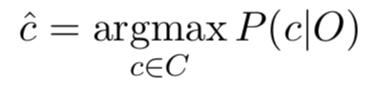 ĉ = argmax P(c|O)
c∈C